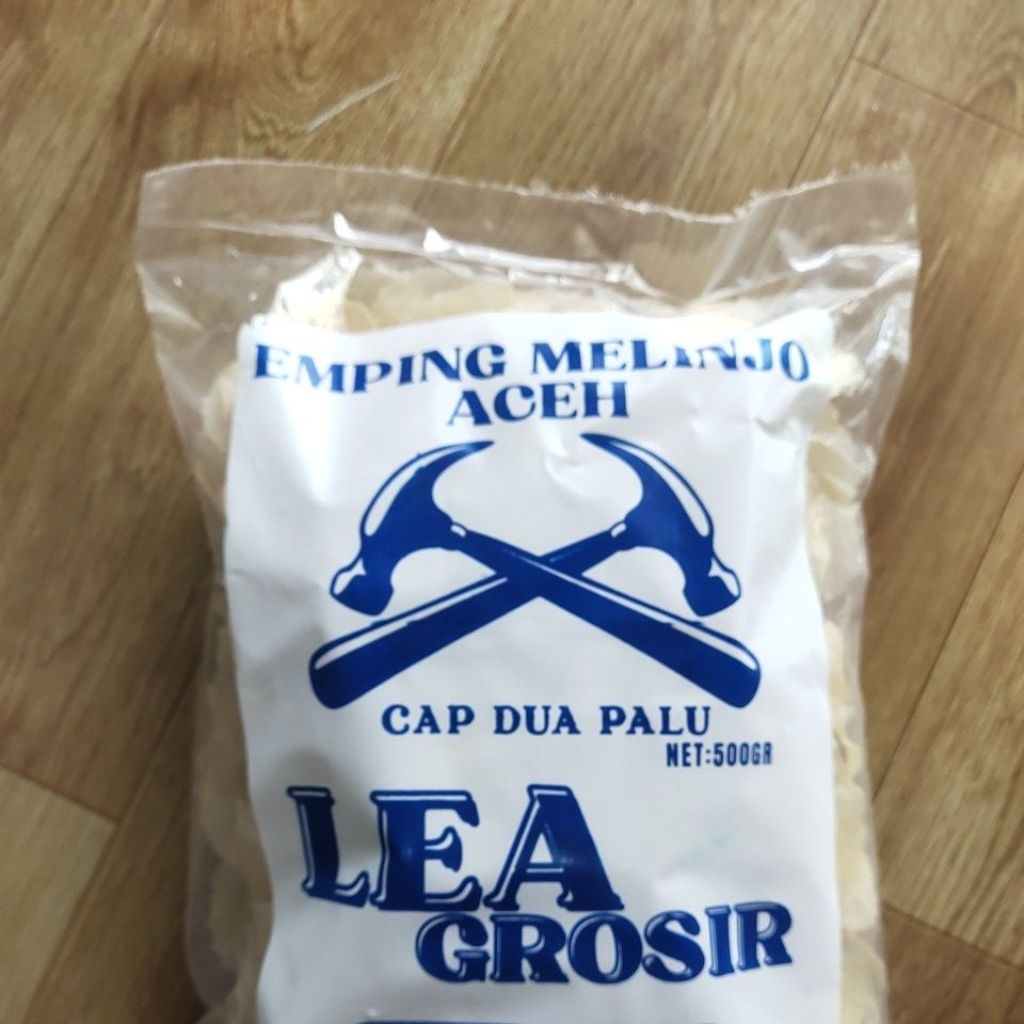 EMPING MELINJO
ACEH
CAP DUA PALU
NET:500GR
LEA
GROSIR